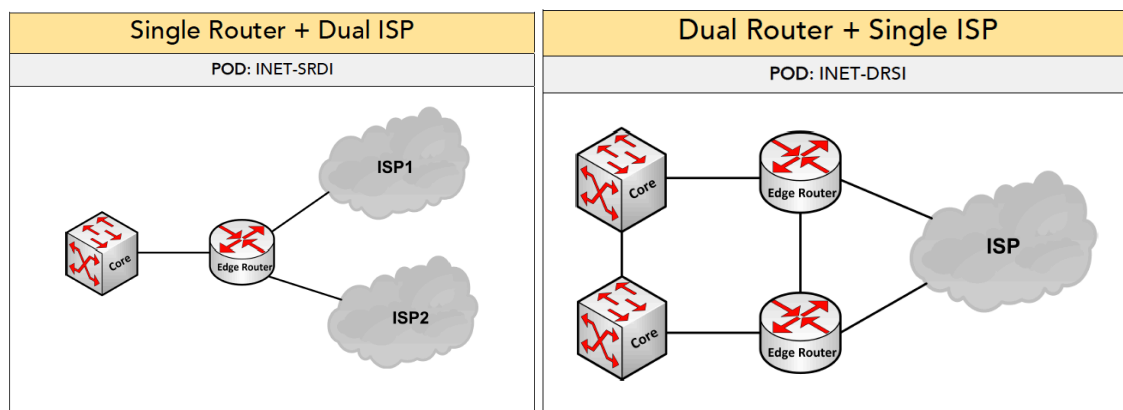 Single Router + Dual ISP
POD: INET-SRDI
ISP1
Core
Edge Router
ISP2
Dual Router + Single ISP
POD: INET-DRSI
Core
Edge Router
ISP
Core
Edge Router